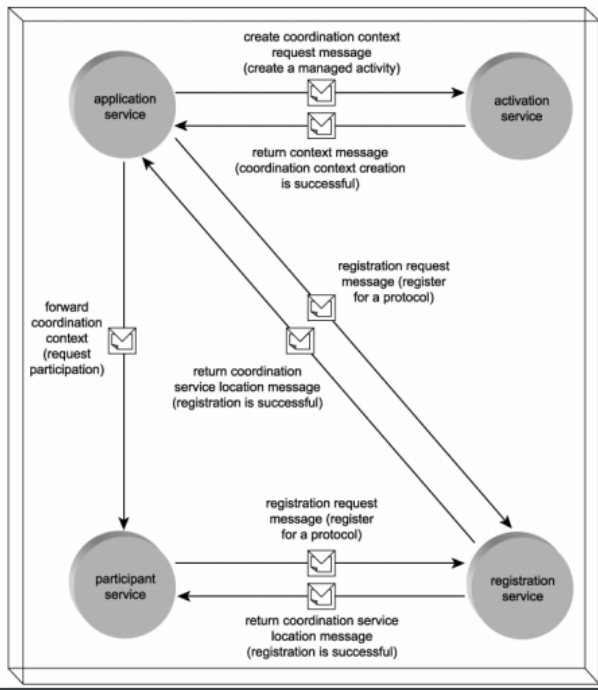 create coordination context
request message
(create a managed activity)
application
service
activation
service
return context message
(coordination context creation
is successful)
registration request
message (register
for a protocol)
forward
coordination
context
(request
participation)
return coordination
service location message
(registration is successful)
registration request
message (register
for a protocol)
participant
service
registration
service
return coordination service
location message
(registration is successful)